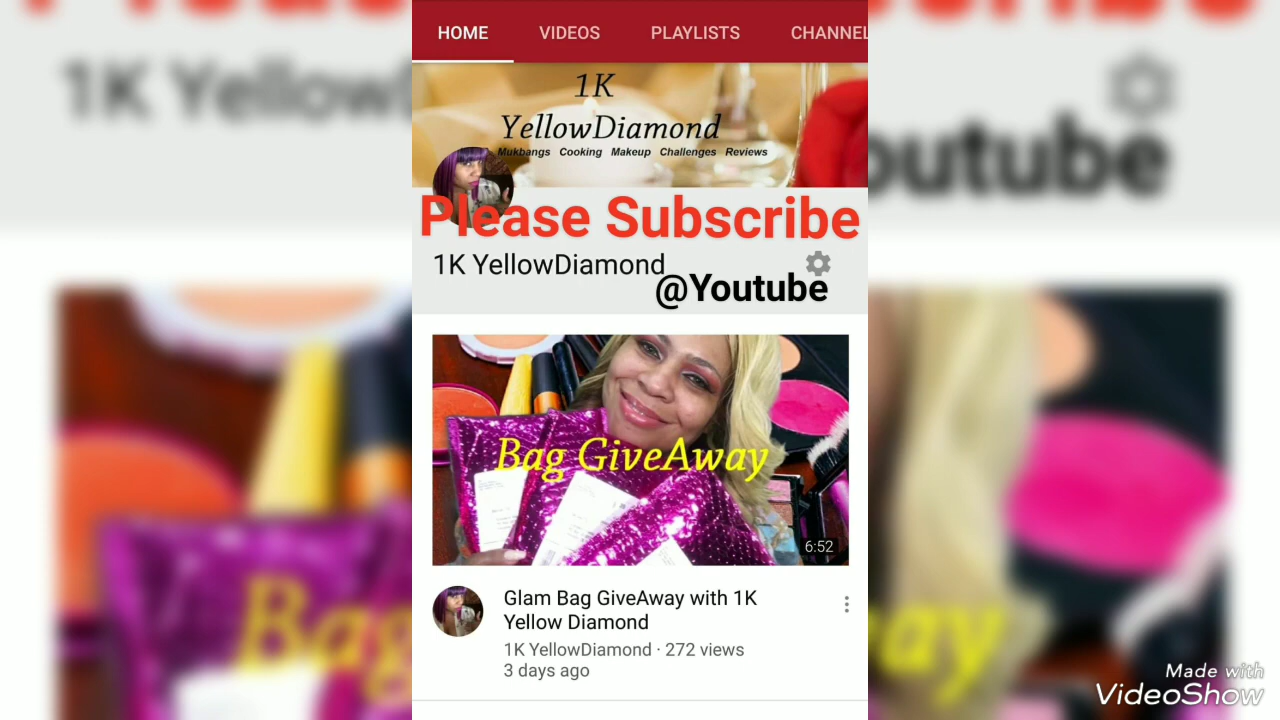 HOME VIDEOS PLAYLISTS CHANNEL
1K
YellowDiamond
Mukbangs Cooking Makeup Challenges Reviews
Please Subscribe
1K YellowDiamond
@Youtube
Bag GiveAway
6:52
Glam Bag GiveAway with 1K
Yellow Diamond
1K YellowDiamond · 272 views
3 days ago
Made with
VideoShow